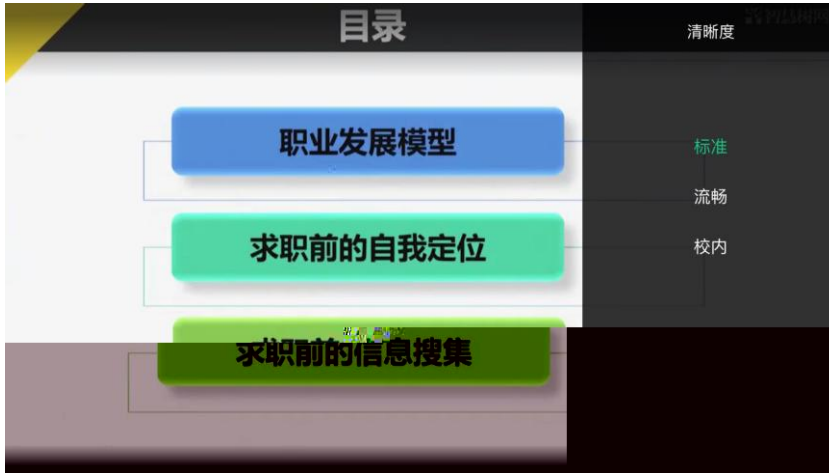 目录
清晰度
职业发展模型
标准
流畅
求职前的自我定位
校内
求职前的信息搜集